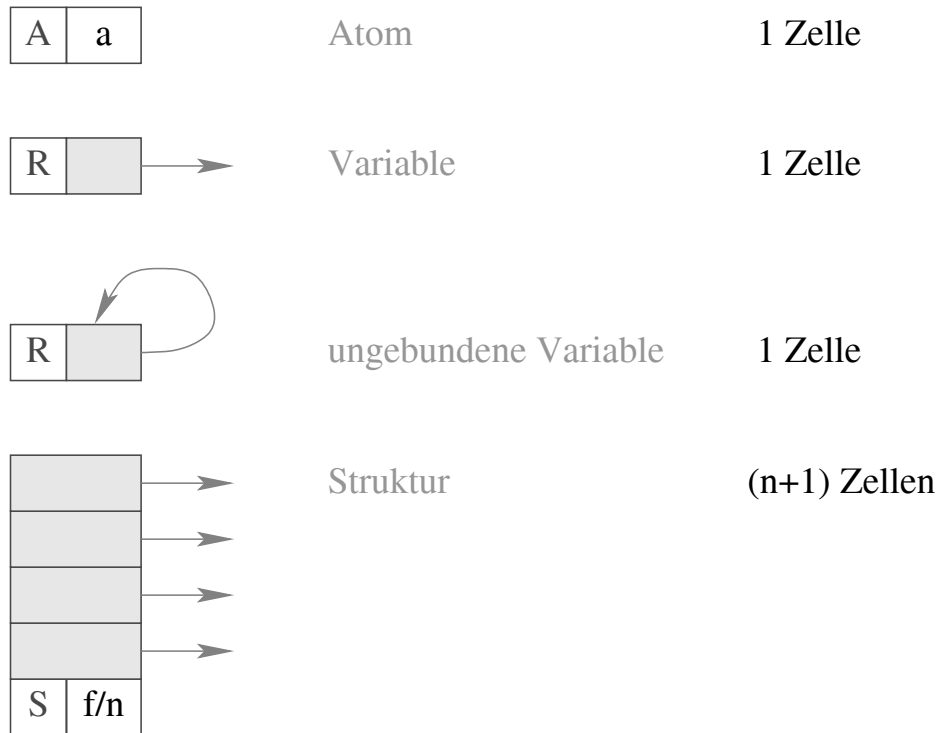 A a Atom 1 Zelle
R Variable 1 Zelle
R ungebundene Variable 1 Zelle
Struktur (n+1) Zellen
S f/n